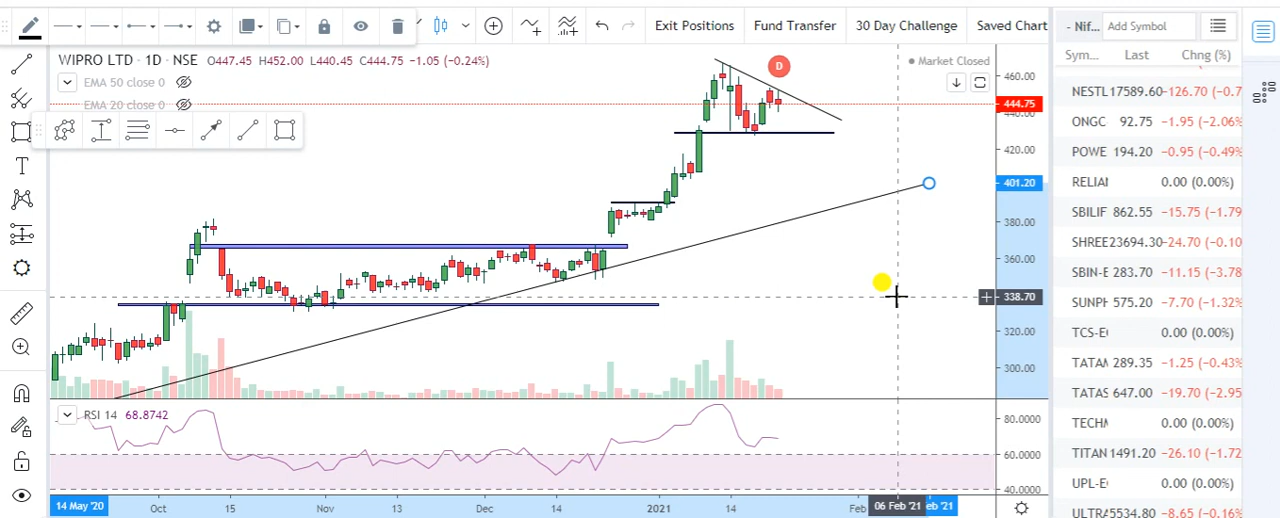 Exit Positions Fund Transfer 30 Day Challenge Saved Chart
- Nif... Add Symbol
WIPRO LTD · 1D · NSE O447.45 H452.00 L440.45 C444.75 -1.05 (-0.24%)
Market Closed
EMA 50 close 0
EMA 20 close 0
D
T
460.00
444.75
440.00
420.00
401.20
380.00
360.00
338.70
320.00
300.00
RSI 14 68.8742
80.0000
60.0000
40.0000
14 May '20 Oct 15 Nov 13 Dec 14 2021 14 Feb 06 Feb '21 eb '21
Sym... Last Chng (%)
NESTL 17589.60 -126.70 (-0.7
ONGC 92.75 -1.95 (-2.06%
POWE 194.20 -0.95 (-0.49%
RELIA 0.00 (0.00%)
SBILIF 862.55 -15.75 (-1.79
SHREE 23694.30 -24.70 (-0.10
SBIN-E 283.70 -11.15 (-3.78
SUNPH 575.20 -7.70 (-1.32%
TCS-E 0.00 (0.00%)
TATAM 289.35 -1.25 (-0.43%
TATAS 647.00 -19.70 (-2.95
TECHM 0.00 (0.00%)
TITAN 1491.20 -26.10 (-1.72
UPL-E 0.00 (0.00%)
ULTRA 5534.80 -8.65 (-0.16